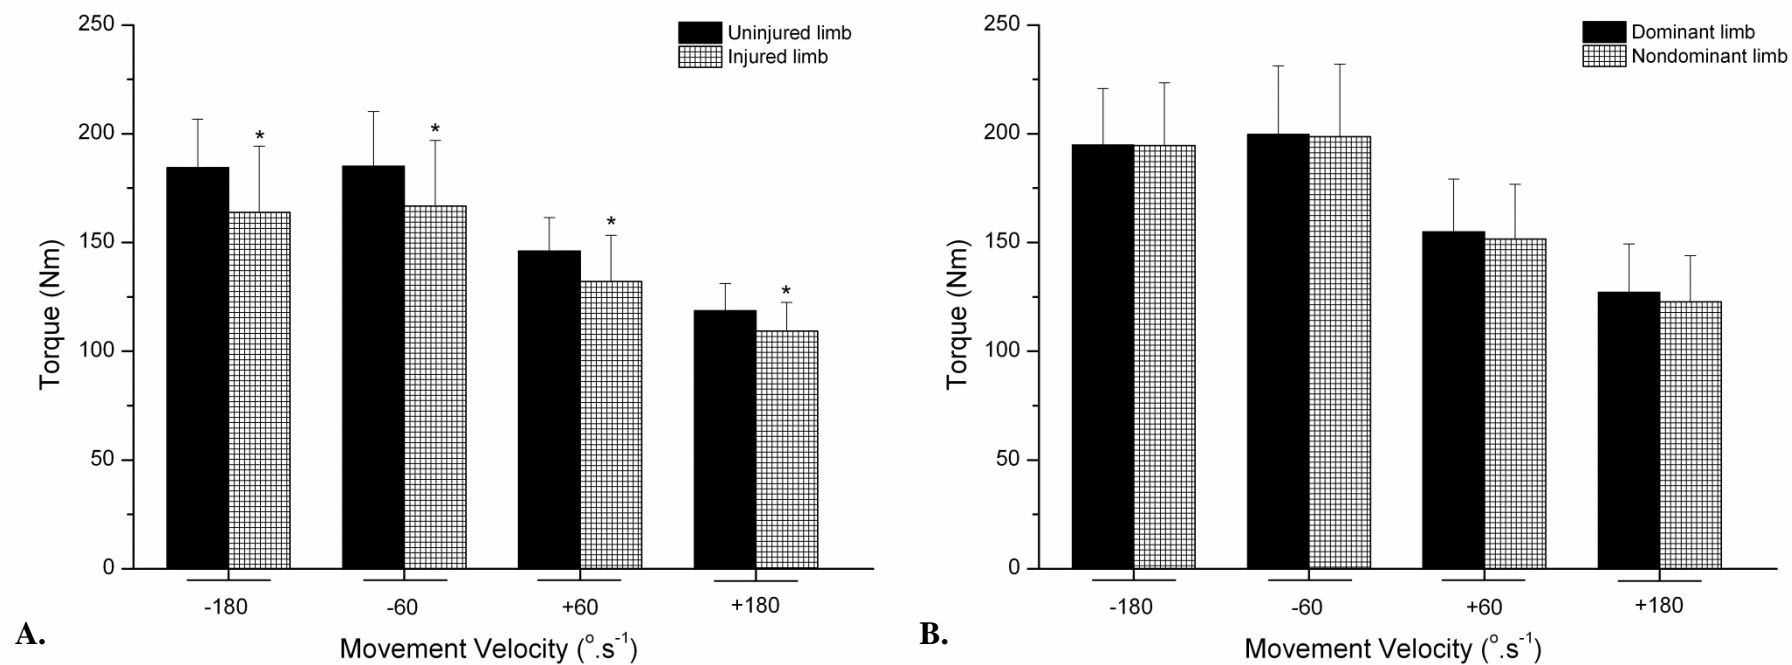 250
200
150
100
50
0
Torque (Nm)
Uninjured limb
Injured limb
*
*
*
*
-180
-60
+60
+180
Movement Velocity (°.s⁻¹)
A.
250
200
150
100
50
0
Torque (Nm)
Dominant limb
Nondominant limb
-180
-60
+60
+180
Movement Velocity (°.s⁻¹)
B.